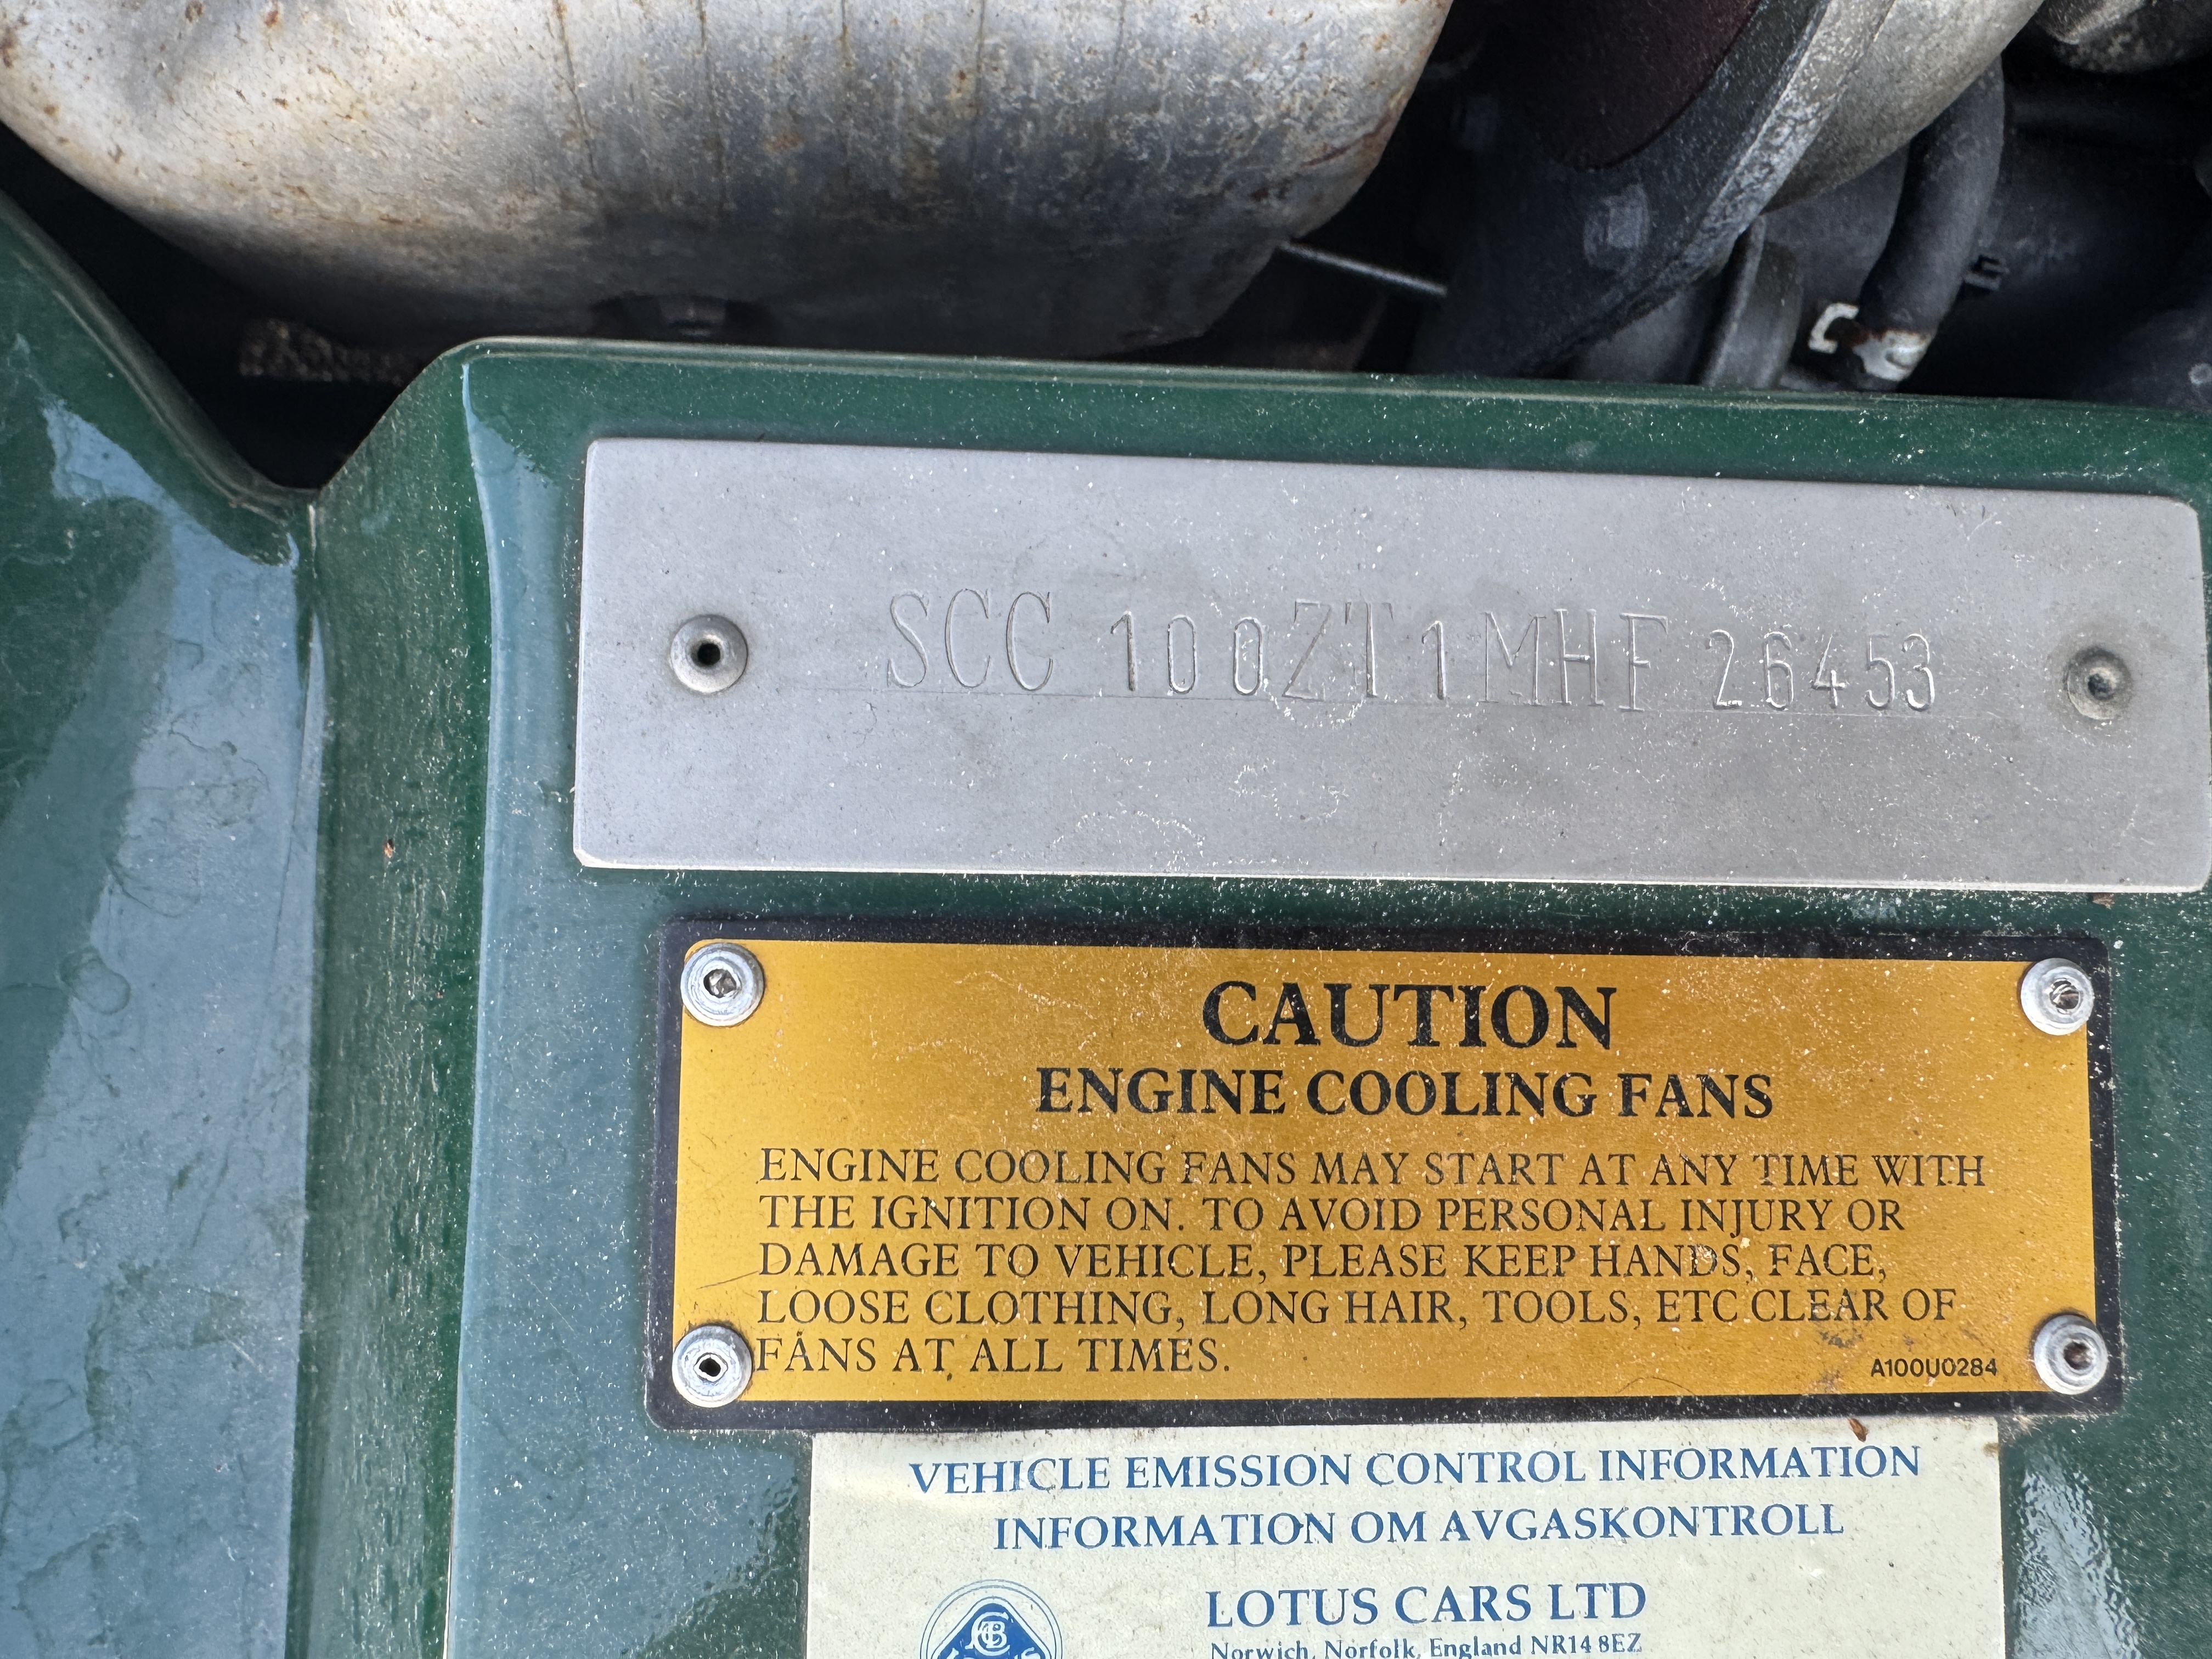 SCC 100ZT1MHF 26453
CAUTION
ENGINE COOLING FANS
ENGINE COOLING FANS MAY START AT ANY TIME WITH
THE IGNITION ON. TO AVOID PERSONAL INJURY OR
DAMAGE TO VEHICLE, PLEASE KEEP HANDS, FACE,
LOOSE CLOTHING, LONG HAIR, TOOLS, ETC CLEAR OF
FANS AT ALL TIMES.
A100U0284
VEHICLE EMISSION CONTROL INFORMATION
INFORMATION OM AVGASKONTROLL
LOTUS CARS LTD
Norwich, Norfolk, England NR14 8EZ